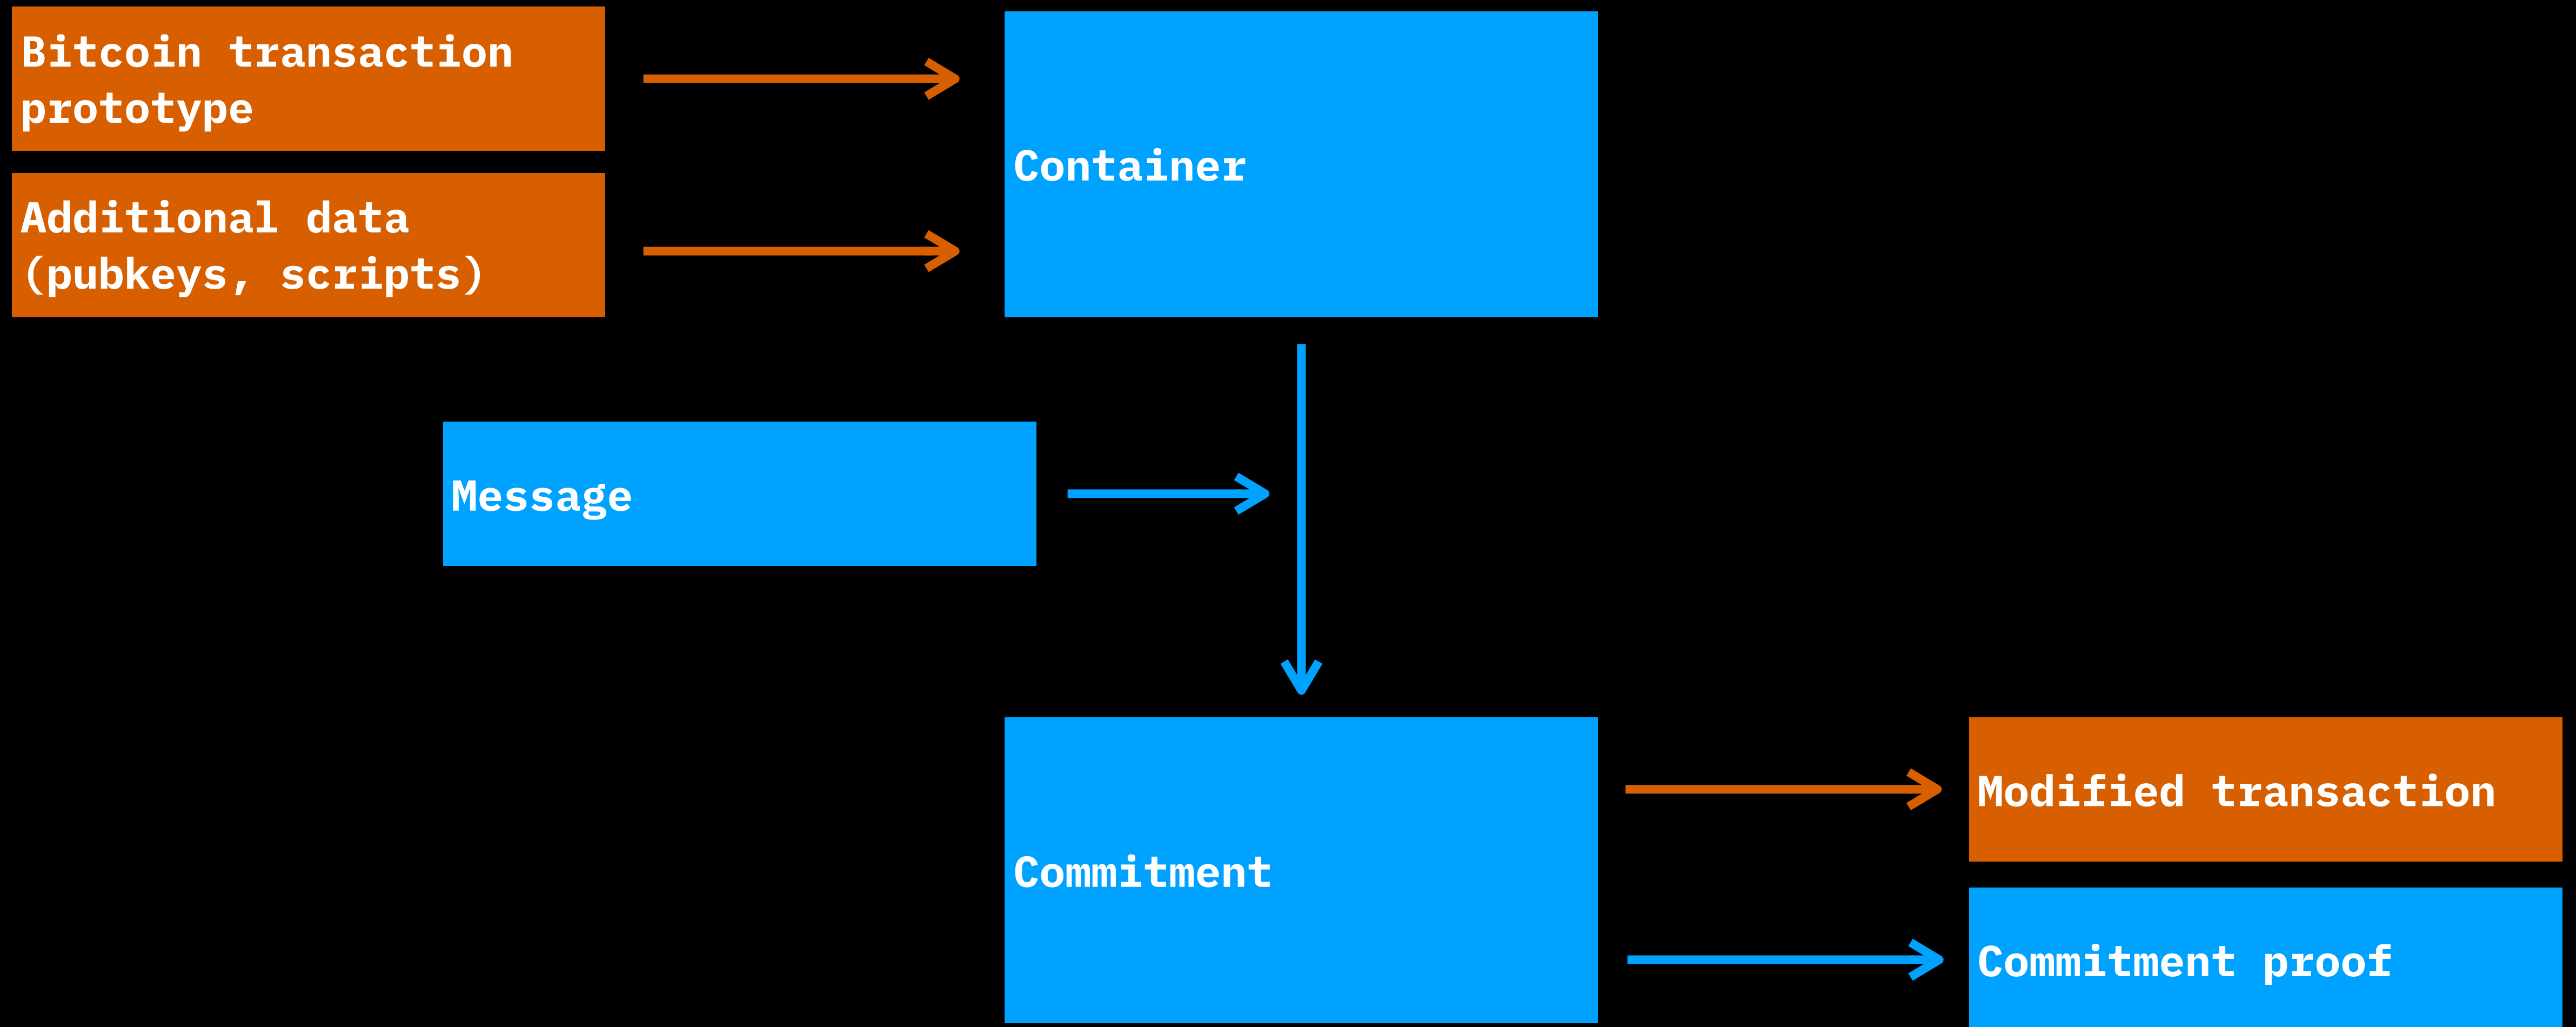 Bitcoin transaction
prototype
Additional data
(pubkeys, scripts)
Container
Message
Commitment
Modified transaction
Commitment proof